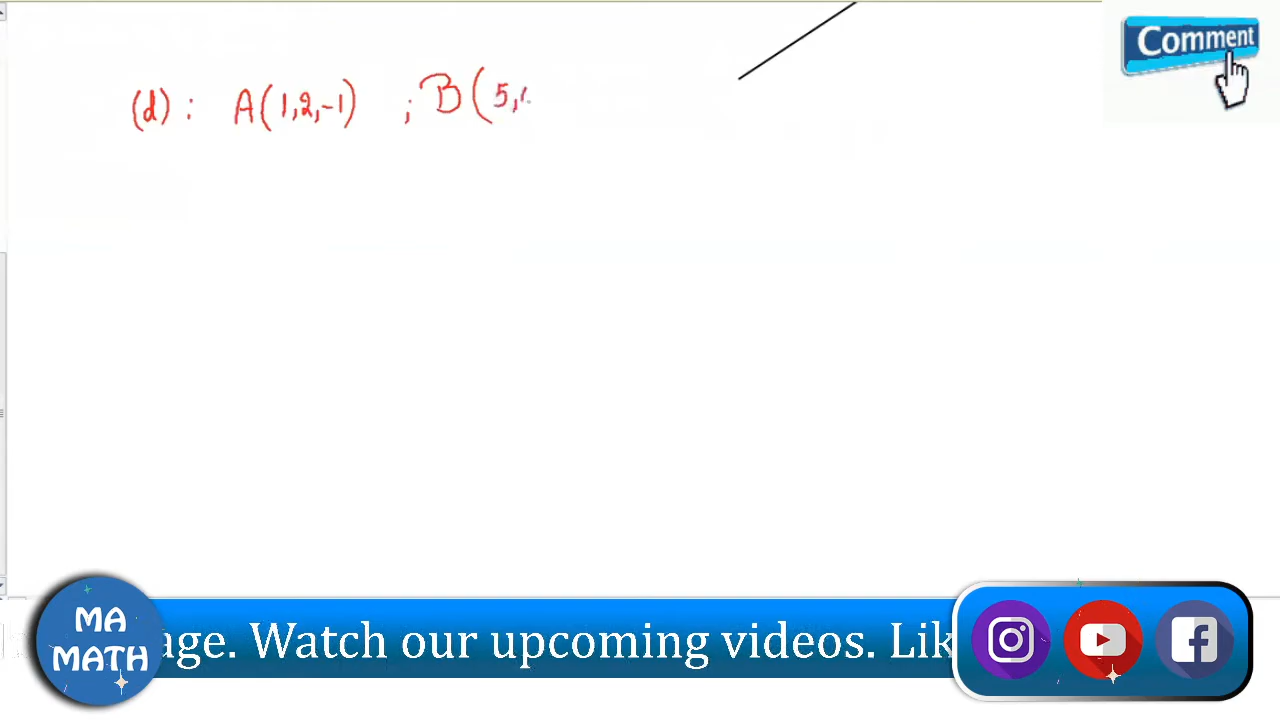 Comment
(d) : A(1,2,-1) ; B(5,
MA
MATH
age. Watch our upcoming videos. Lik